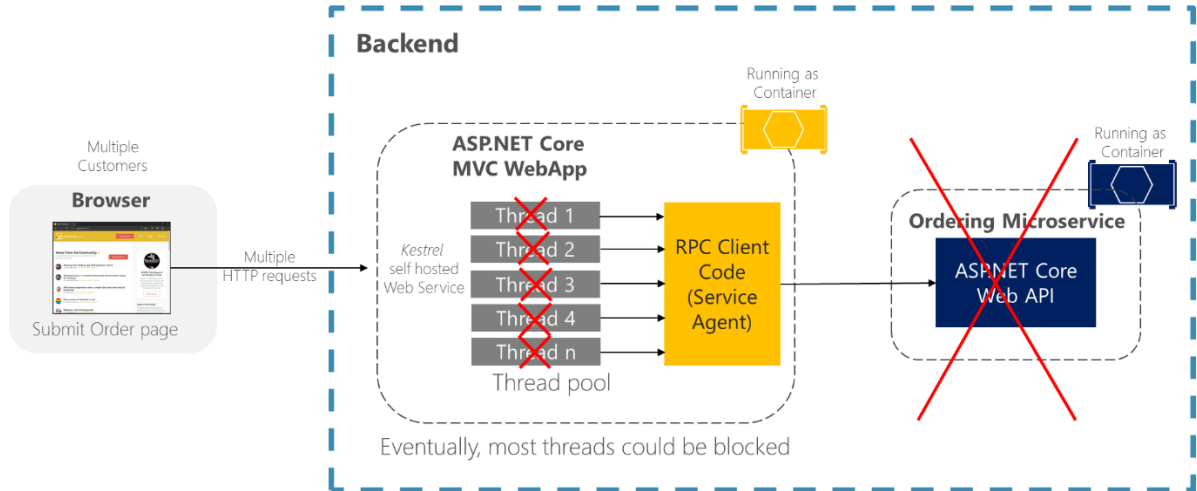 Backend
Running as
Container
Multiple
Customers
Browser
Submit Order page
Multiple
HTTP requests
ASP.NET Core
MVC WebApp
Kestrel
self hosted
Web Service
Thread 1
Thread 2
Thread 3
Thread 4
Thread n
Thread pool
RPC Client
Code
(Service
Agent)
Running as
Container
Ordering Microservice
ASP.NET Core
Web API
Eventually, most threads could be blocked